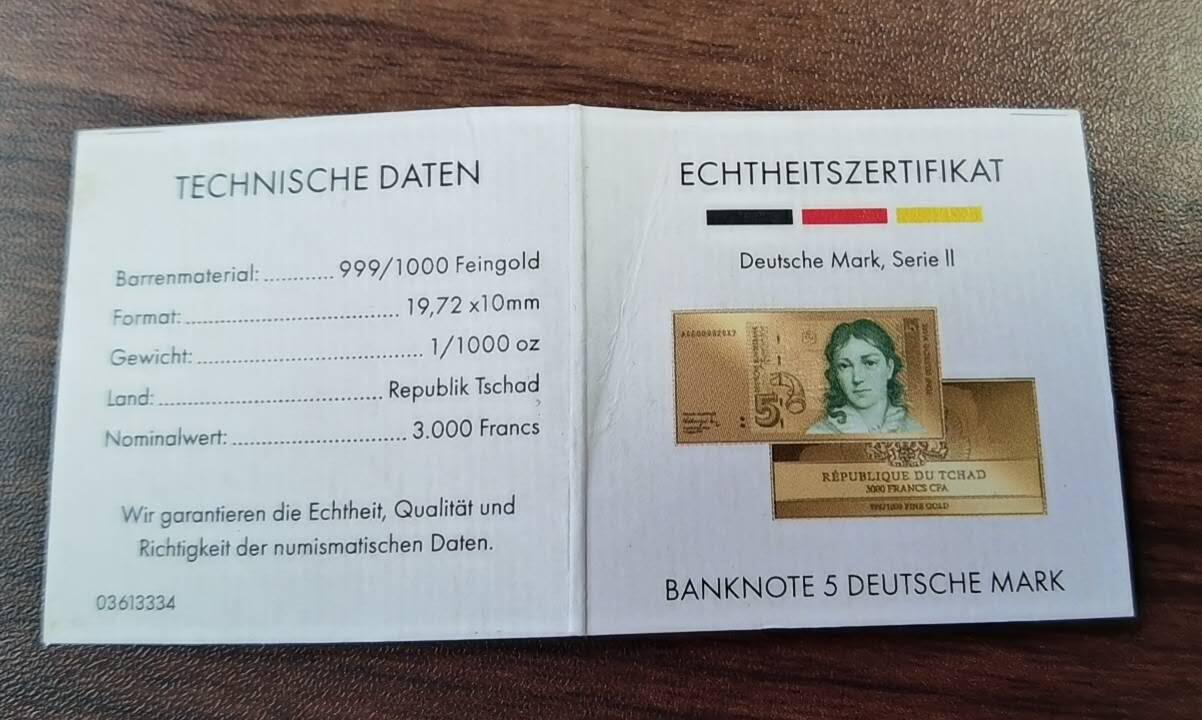 TECHNISCHE DATEN
Barrenmaterial: ........... 999/1000 Feingold
Format: ................................... 19,72 x10mm
Gewicht: ..................................... 1/1000 oz
Land: ..................................... Republik Tschad
Nominalwert: ............................ 3.000 Francs
Wir garantieren die Echtheit, Qualität und
Richtigkeit der numismatischen Daten.
03613334
ECHTHEITSZERTIFIKAT
Deutsche Mark, Serie II
5
RÉPUBLIQUE DU TCHAD
3000 FRANCS CFA
999/1000 FINE GOLD
BANKNOTE 5 DEUTSCHE MARK